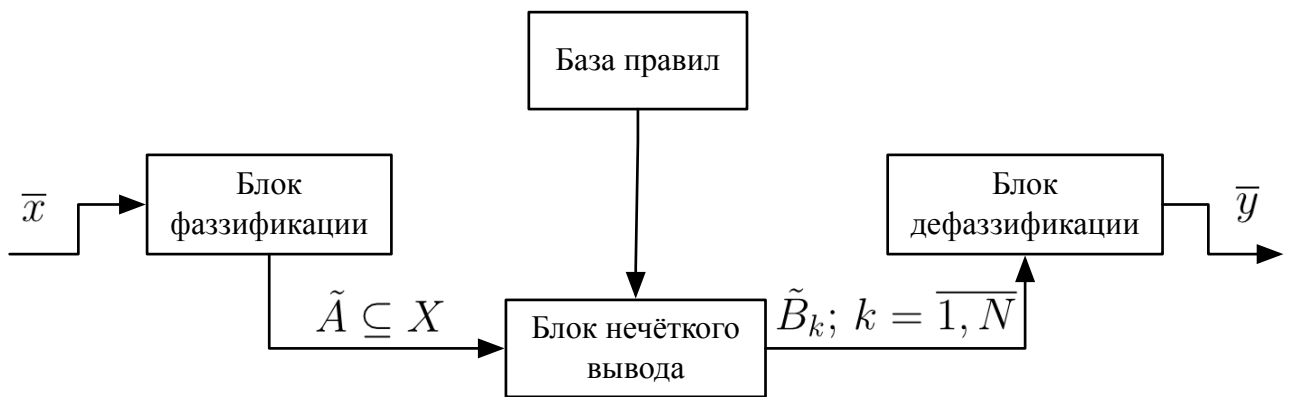 База правил
Блок
фаззификации
Блок
дефаззификации
x̅
y̅
Ã ⊆ X
B̃ₖ; k = 1, N̅
Блок нечёткого
вывода